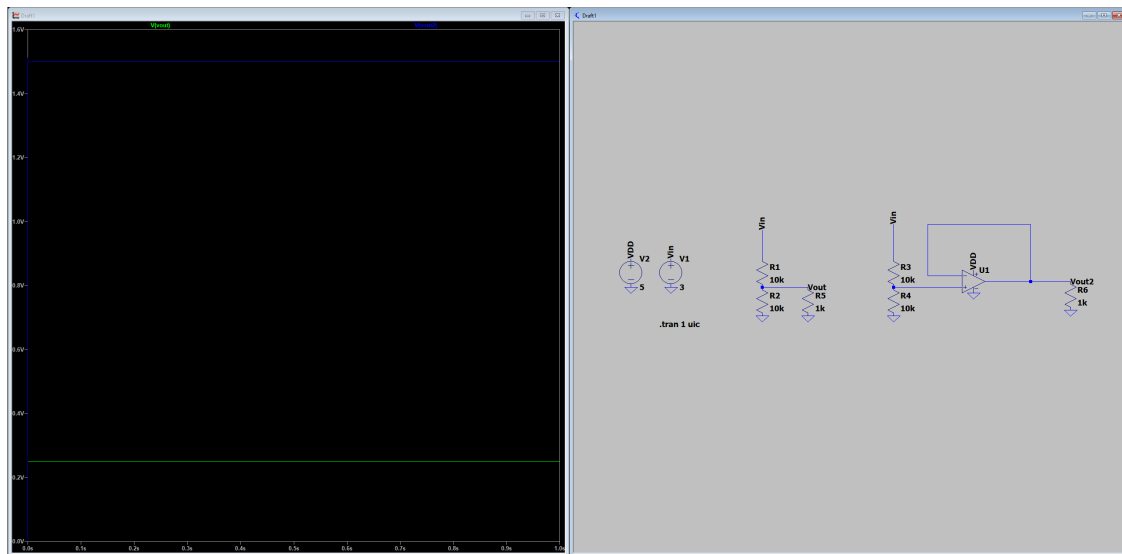 Draft1
V(vout)
1.6V
1.4V
1.2V
1.0V
0.8V
0.6V
0.4V
0.2V
0.0V
0.0s 0.1s 0.2s 0.3s 0.4s 0.5s 0.6s 0.7s 0.8s 0.9s 1.0s
Draft1
VDD
V2
5
Vin
V1
3
.tran 1 uic
Vin
R1
10k
R2
10k
Vout
R5
1k
Vin
R3
10k
R4
10k
VDD
U1
Vout2
R6
1k